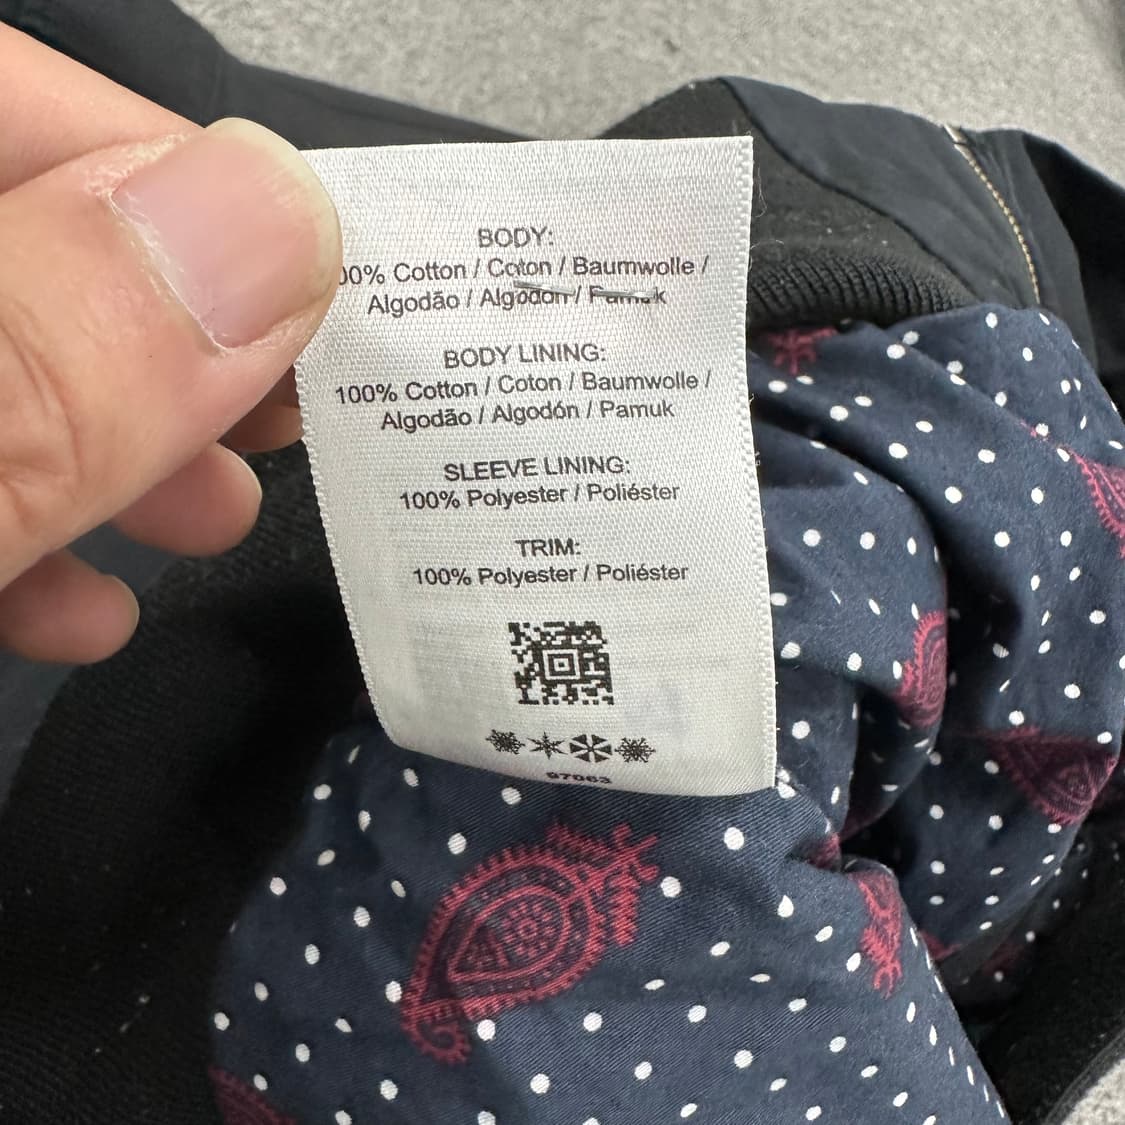 BODY:
00% Cotton / Coton / Baumwolle /
Algodão / Algodón / Pamuk
BODY LINING:
100% Cotton / Coton / Baumwolle /
Algodão / Algodón / Pamuk
SLEEVE LINING:
100% Polyester / Poliéster
TRIM:
100% Polyester / Poliéster
97063